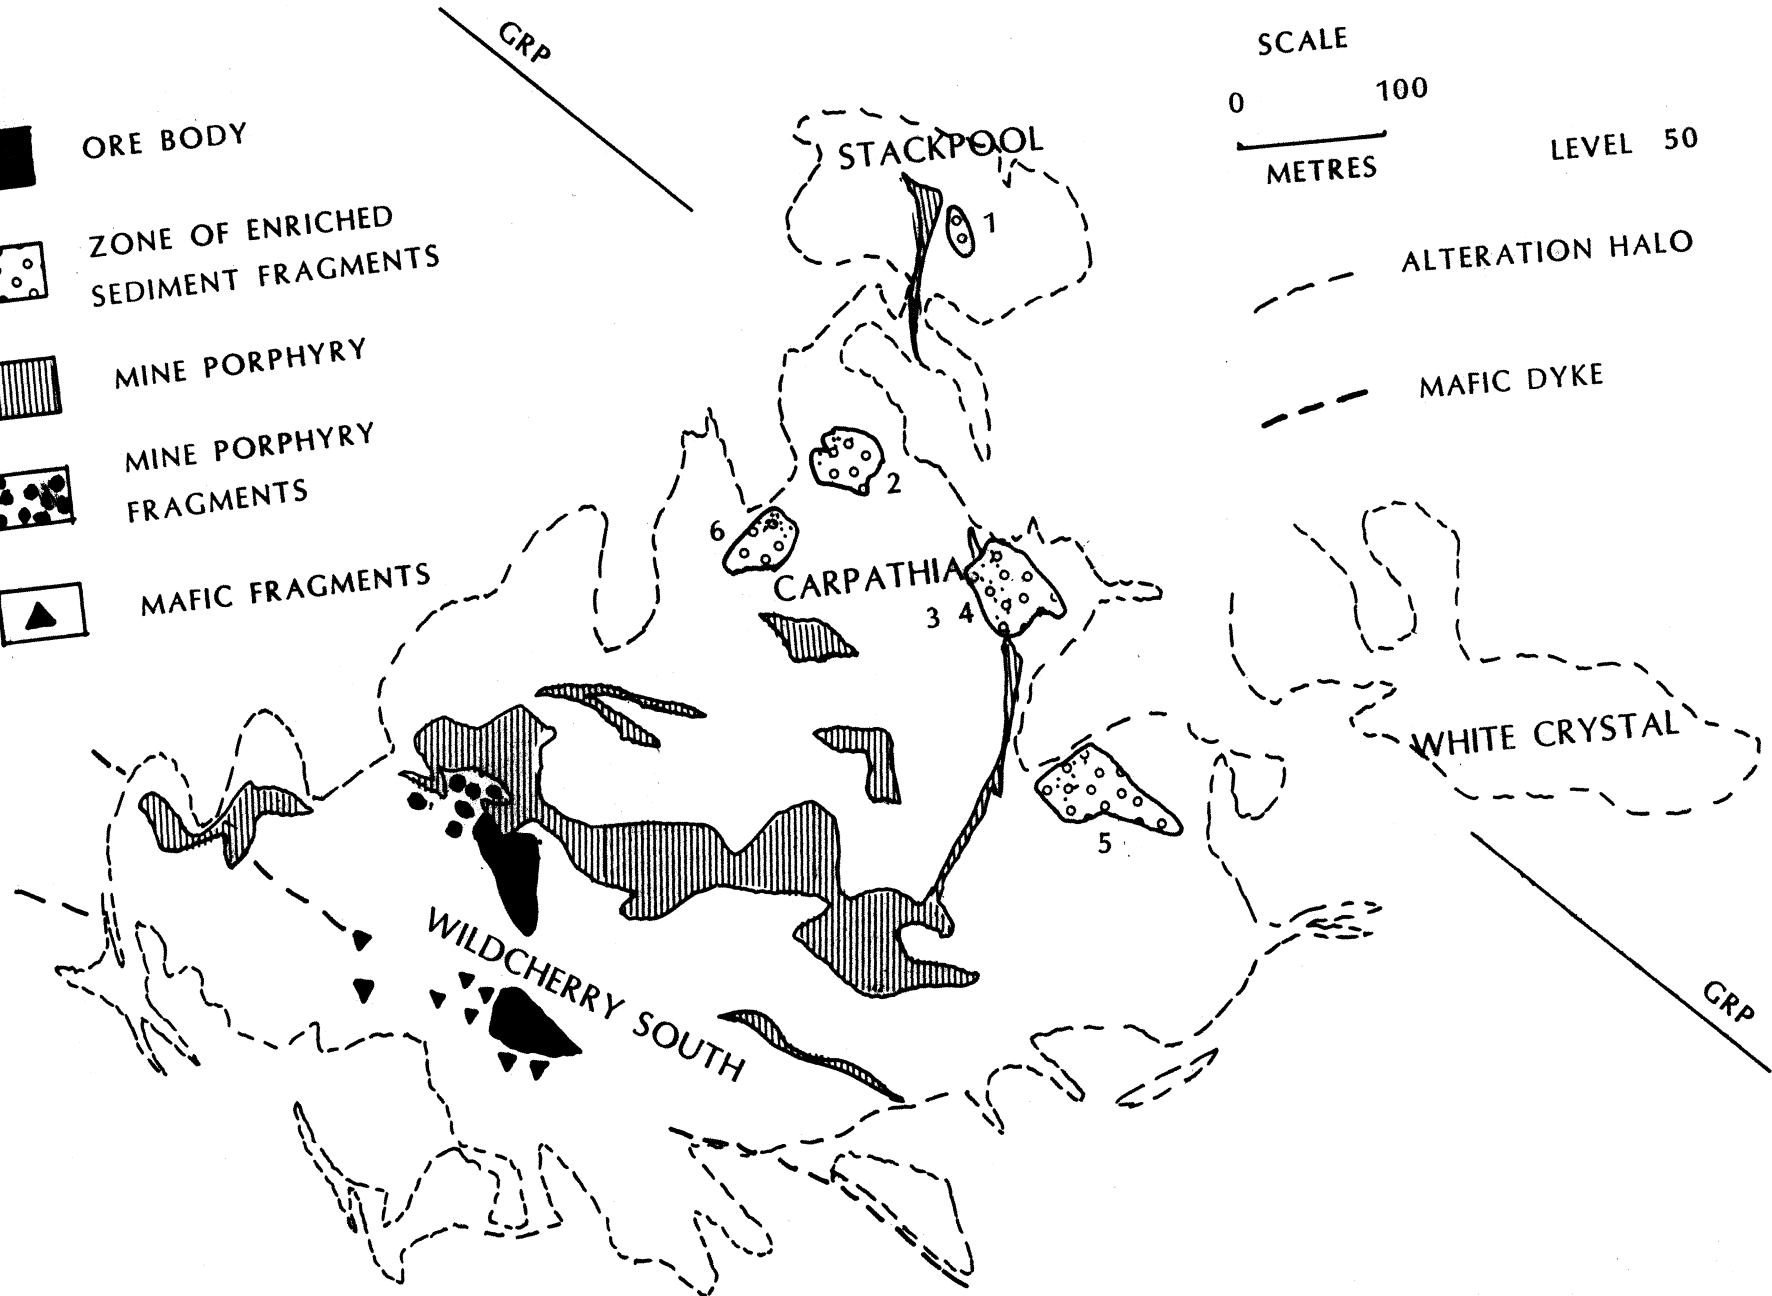 GRP
SCALE
0 100
METRES
LEVEL 50
ORE BODY
ZONE OF ENRICHED
SEDIMENT FRAGMENTS
MINE PORPHYRY
MINE PORPHYRY
FRAGMENTS
MAFIC FRAGMENTS
ALTERATION HALO
MAFIC DYKE
STACKPOOL
1
2
6
CARPATHIA
3 4
WHITE CRYSTAL
5
WILDCHERRY SOUTH
GRP